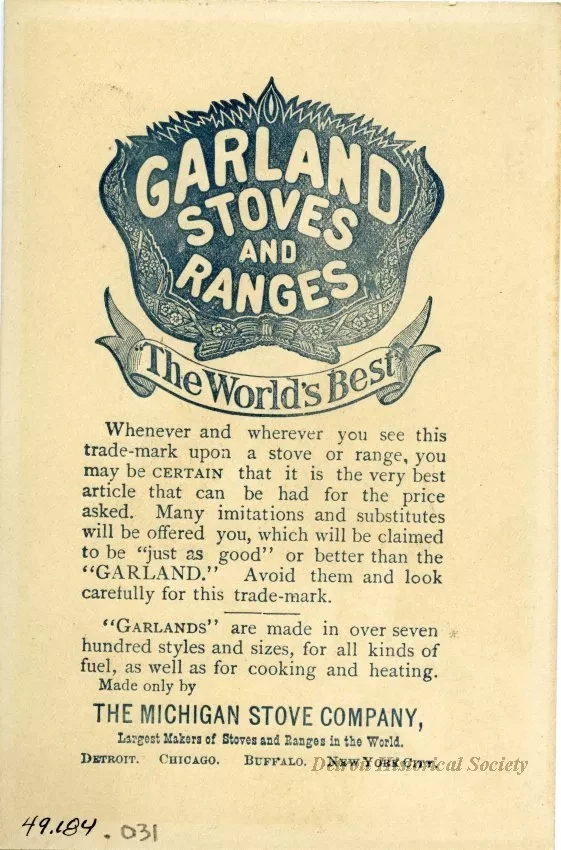 GARLAND
STOVES
AND
RANGES
"The World's Best"
Whenever and wherever you see this
trade-mark upon a stove or range, you
may be CERTAIN that it is the very best
article that can be had for the price
asked. Many imitations and substitutes
will be offered you, which will be claimed
to be "just as good" or better than the
"GARLAND." Avoid them and look
carefully for this trade-mark.
"GARLANDS" are made in over seven
hundred styles and sizes, for all kinds of
fuel, as well as for cooking and heating.
Made only by
THE MICHIGAN STOVE COMPANY,
Largest Makers of Stoves and Ranges in the World.
DETROIT. CHICAGO. BUFFALO. NEW YORK CITY.
Detroit Historical Society
49.184.031